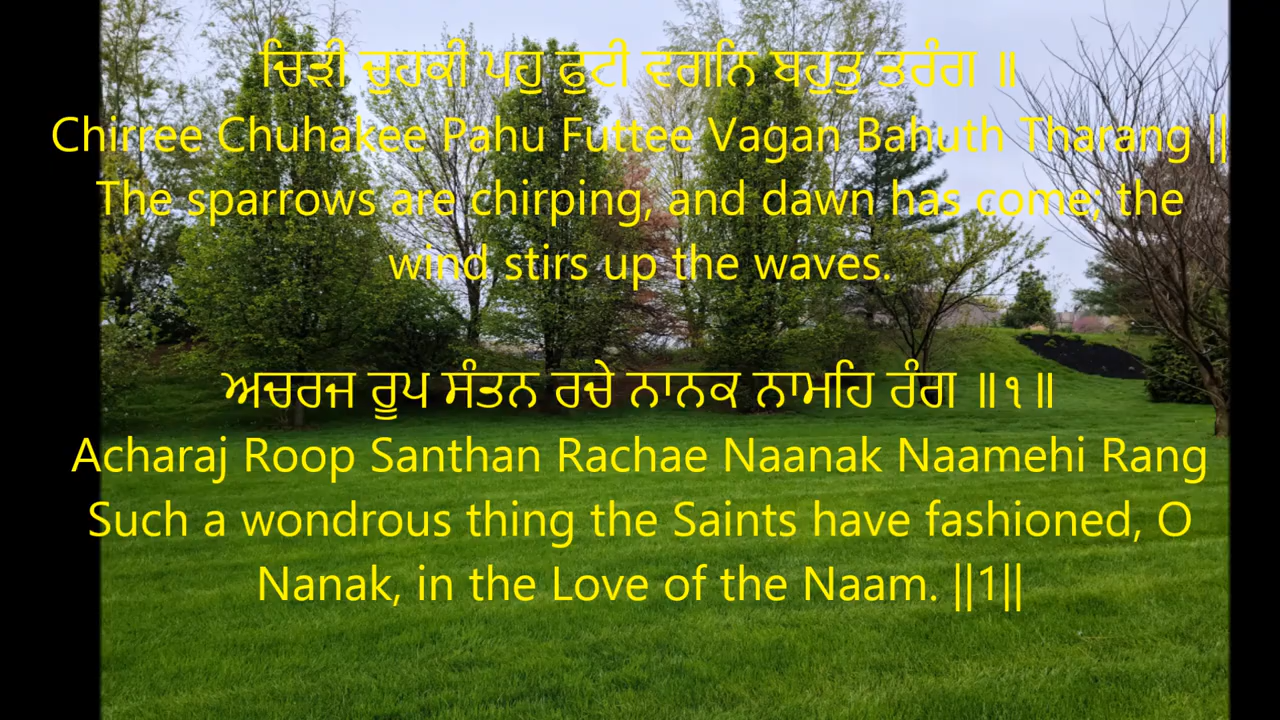 ਚਿੜੀ ਚੁਹਕੀ ਪਹੁ ਫੁਟੀ ਵਗਨਿ ਬਹੁਤੁ ਤਰੰਗ ॥
Chirree Chuhakee Pahu Futtee Vagan Bahuth Tharang ||
The sparrows are chirping, and dawn has come; the
wind stirs up the waves.
ਅਚਰਜ ਰੂਪ ਸੰਤਨ ਰਚੇ ਨਾਨਕ ਨਾਮਹਿ ਰੰਗ ॥੧॥
Acharaj Roop Santhan Rachae Naanak Naamehi Rang
Such a wondrous thing the Saints have fashioned, O
Nanak, in the Love of the Naam. ||1||